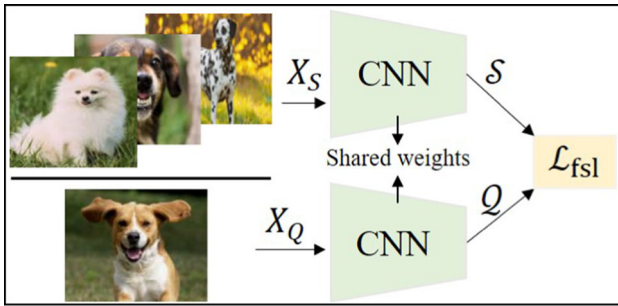 X_S
CNN
𝒮
Shared weights
ℒ_fsl
X_Q
CNN
𝒬